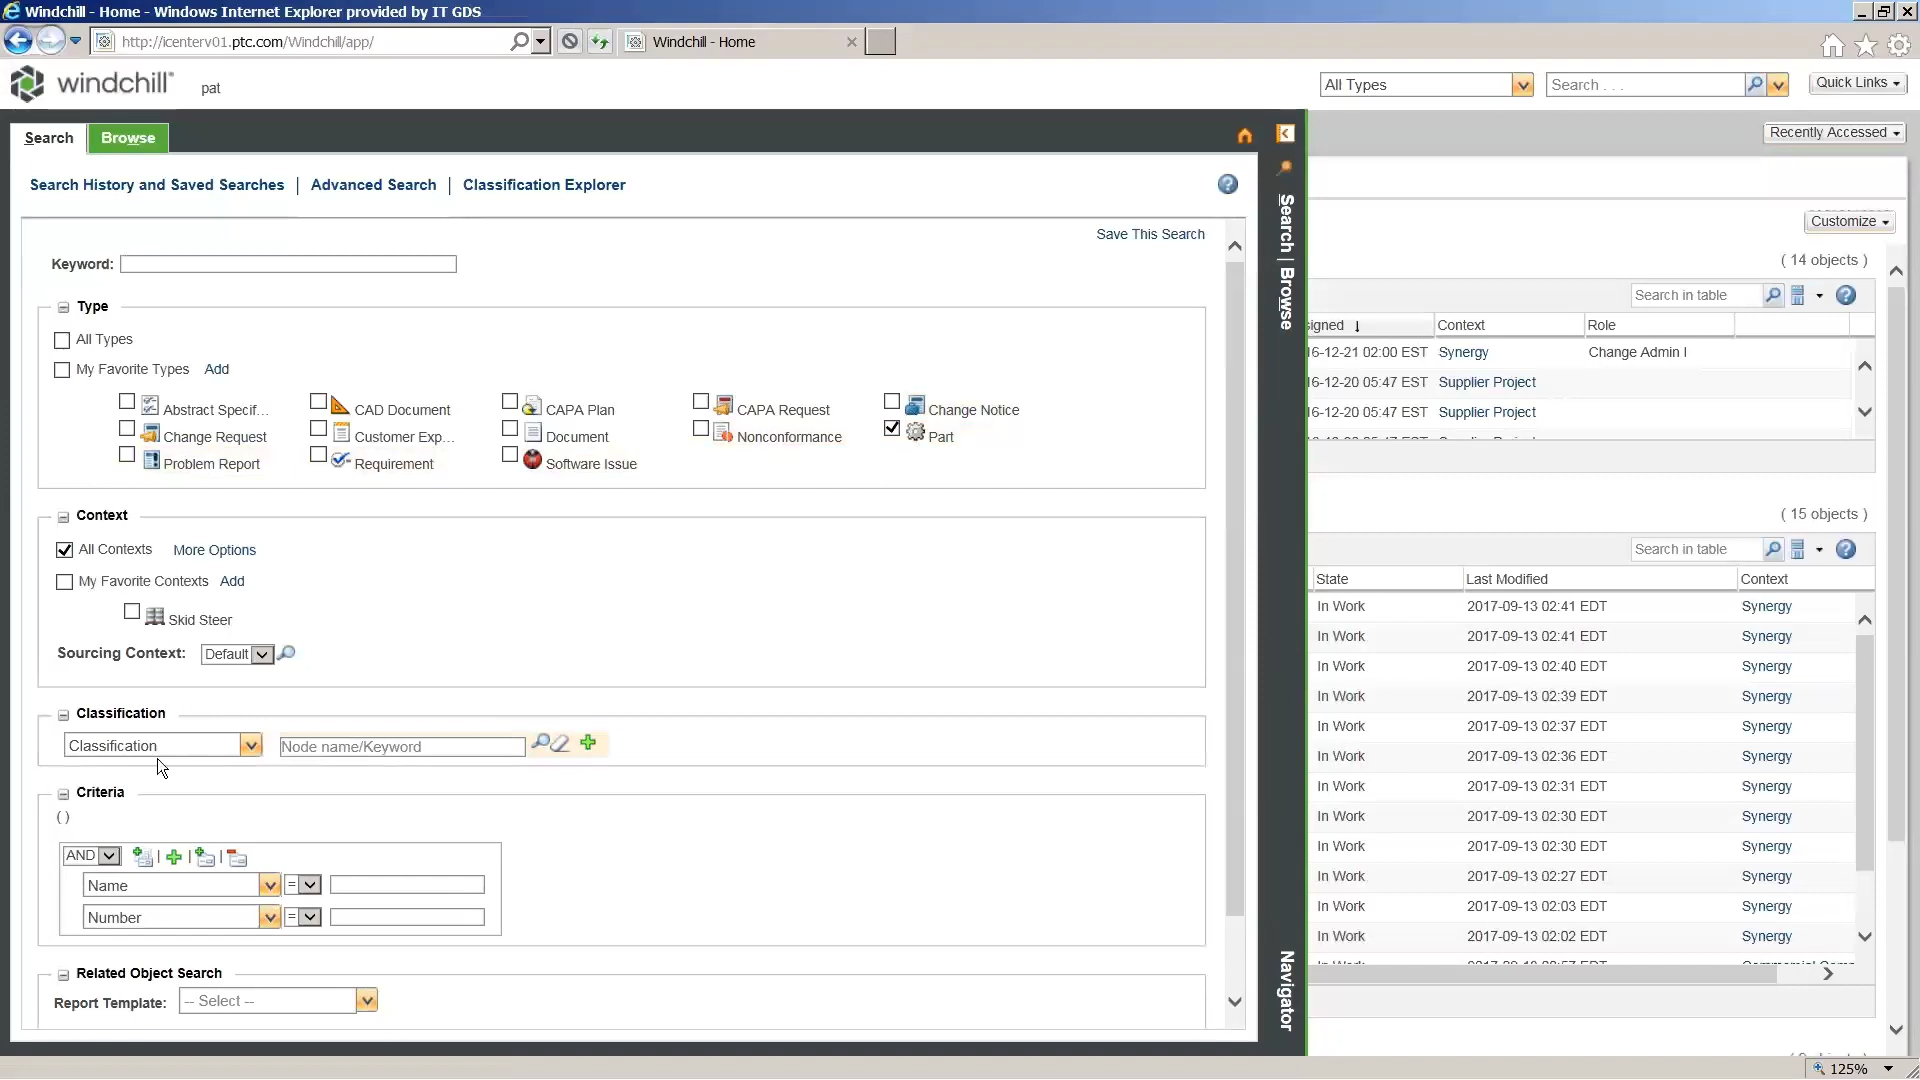 Windchill - Home - Windows Internet Explorer provided by IT GDS
http://icenterv01.ptc.com/Windchill/app/
Windchill - Home
windchill®
pat
All Types
Search . . .
Quick Links
Search
Browse
Recently Accessed
Search History and Saved Searches | Advanced Search | Classification Explorer
Save This Search
Keyword:
Type
All Types
My Favorite Types Add
Abstract Specif... CAD Document CAPA Plan CAPA Request Change Notice
Change Request Customer Exp... Document Nonconformance Part
Problem Report Requirement Software Issue
Context
All Contexts More Options
My Favorite Contexts Add
Skid Steer
Sourcing Context: Default
Classification
Classification Node name/Keyword
Criteria
( )
AND
Name =
Number =
Related Object Search
Report Template: -- Select --
Search | Browse
Navigator
Customize
( 14 objects )
Search in table
signed Context Role
16-12-21 02:00 EST Synergy Change Admin I
16-12-20 05:47 EST Supplier Project
16-12-20 05:47 EST Supplier Project
( 15 objects )
Search in table
State Last Modified Context
In Work 2017-09-13 02:41 EDT Synergy
In Work 2017-09-13 02:41 EDT Synergy
In Work 2017-09-13 02:40 EDT Synergy
In Work 2017-09-13 02:39 EDT Synergy
In Work 2017-09-13 02:37 EDT Synergy
In Work 2017-09-13 02:36 EDT Synergy
In Work 2017-09-13 02:31 EDT Synergy
In Work 2017-09-13 02:30 EDT Synergy
In Work 2017-09-13 02:30 EDT Synergy
In Work 2017-09-13 02:27 EDT Synergy
In Work 2017-09-13 02:03 EDT Synergy
In Work 2017-09-13 02:02 EDT Synergy
125%